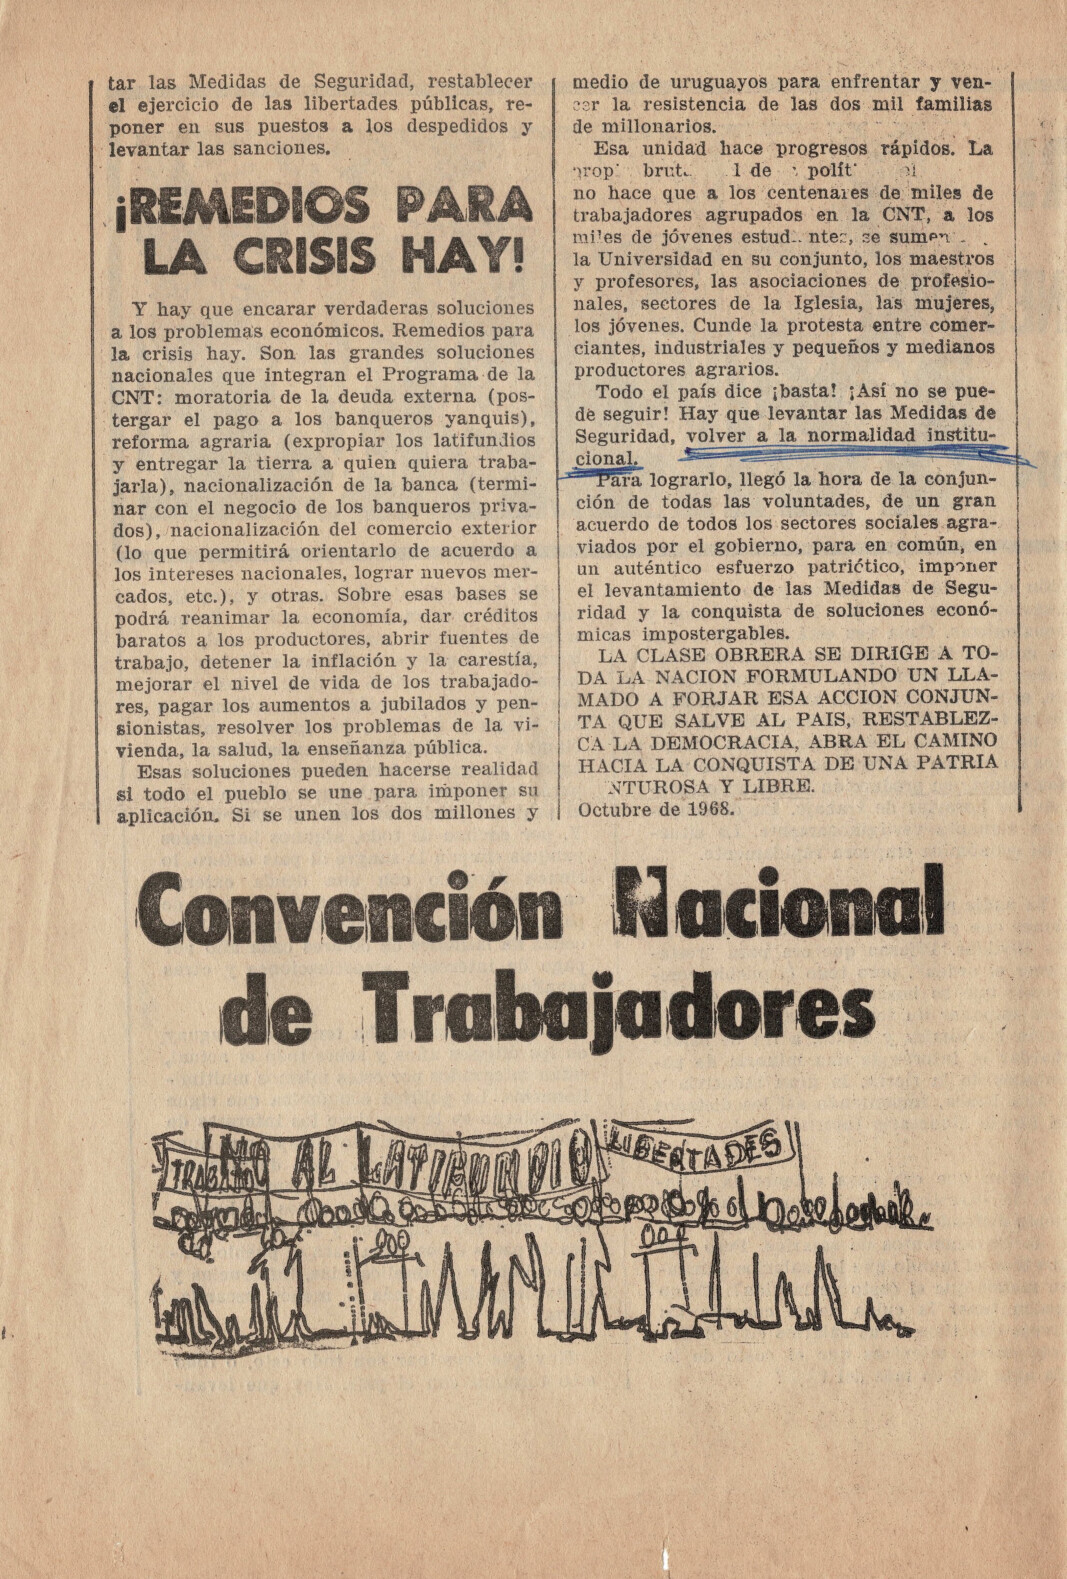 tar las Medidas de Seguridad, restablecer
el ejercicio de las libertades públicas, re-
poner en sus puestos a los despedidos y
levantar las sanciones.
¡REMEDIOS PARA
LA CRISIS HAY!
Y hay que encarar verdaderas soluciones
a los problemas económicos. Remedios para
la crisis hay. Son las grandes soluciones
nacionales que integran el Programa de la
CNT: moratoria de la deuda externa (pos-
tergar el pago a los banqueros yanquis),
reforma agraria (expropiar los latifundios
y entregar la tierra a quien quiera traba-
jarla), nacionalización de la banca (termi-
nar con el negocio de los banqueros priva-
dos), nacionalización del comercio exterior
(lo que permitirá orientarlo de acuerdo a
los intereses nacionales, lograr nuevos mer-
cados, etc.), y otras. Sobre esas bases se
podrá reanimar la economía, dar créditos
baratos a los productores, abrir fuentes de
trabajo, detener la inflación y la carestía,
mejorar el nivel de vida de los trabajado-
res, pagar los aumentos a jubilados y pen-
sionistas, resolver los problemas de la vi-
vienda, la salud, la enseñanza pública.
Esas soluciones pueden hacerse realidad
si todo el pueblo se une para imponer su
aplicación. Si se unen los dos millones y
medio de uruguayos para enfrentar y ven-
cer la resistencia de las dos mil familias
de millonarios.
Esa unidad hace progresos rápidos. La
de
no hace que a los centenares de miles de
trabajadores agrupados en la CNT, a los
miles de jóvenes estudiantes, se sumen
la Universidad en su conjunto, los maestros
y profesores, las asociaciones de profesio-
nales, sectores de la Iglesia, las mujeres,
los jóvenes. Cunde la protesta entre comer-
ciantes, industriales y pequeños y medianos
productores agrarios.
Todo el país dice ¡basta! ¡Así no se pue-
de seguir! Hay que levantar las Medidas de
Seguridad, volver a la normalidad institu-
cional.
Para lograrlo, llegó la hora de la conjun-
ción de todas las voluntades, de un gran
acuerdo de todos los sectores sociales agra-
viados por el gobierno, para en común, en
un auténtico esfuerzo patrióctico, imponer
el levantamiento de las Medidas de Segu-
ridad y la conquista de soluciones econó-
micas impostergables.
LA CLASE OBRERA SE DIRIGE A TO-
DA LA NACION FORMULANDO UN LLA-
MADO A FORJAR ESA ACCION CONJUN-
TA QUE SALVE AL PAIS, RESTABLEZ-
CA LA DEMOCRACIA, ABRA EL CAMINO
HACIA LA CONQUISTA DE UNA PATRIA
Y LIBRE.
Octubre de 1968.
Convención Nacional
de Trabajadores
TRABAJO NO AL LATIFUNDIO LIBERTADES